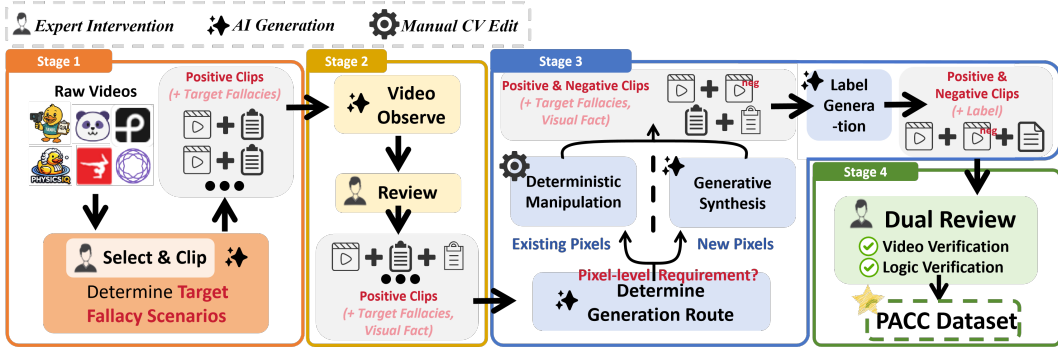 Expert Intervention
AI Generation
Manual CV Edit
Stage 1
Raw Videos
PHYSICSIQ
Positive Clips
(+ Target Fallacies)
Select & Clip
Determine Target
Fallacy Scenarios
Stage 2
Video
Observe
Review
Positive Clips
(+ Target Fallacies,
Visual Fact)
Stage 3
Positive & Negative Clips
(+ Target Fallacies,
Visual Fact)
neg
Label
Genera
-tion
Positive &
Negative Clips
(+ Label)
neg
Deterministic
Manipulation
Generative
Synthesis
Existing Pixels
New Pixels
Pixel-level Requirement?
Determine
Generation Route
Stage 4
Dual Review
Video Verification
Logic Verification
PACC Dataset